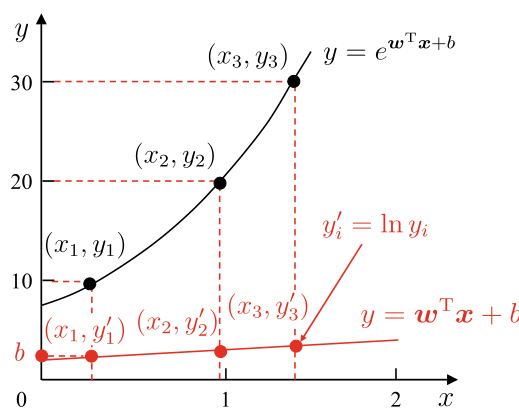 y
(x₃, y₃)
y = e^{wᵀx+b}
30
(x₂, y₂)
20
y′ᵢ = ln yᵢ
(x₁, y₁)
10
(x₁, y′₁)
(x₂, y′₂)
(x₃, y′₃)
y = wᵀx + b
b
0
1
2
x